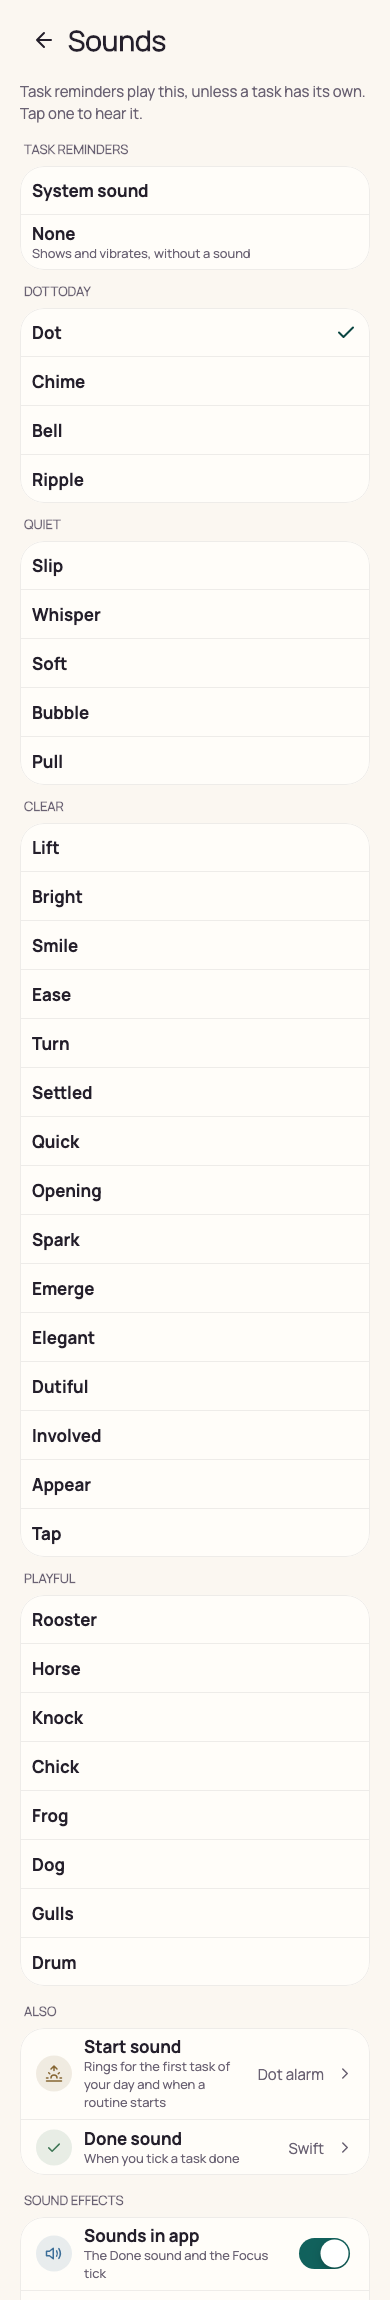 Sounds
Task reminders play this, unless a task has its own.
Tap one to hear it.
TASK REMINDERS
System sound
None
Shows and vibrates, without a sound
DOTTODAY
Dot
Chime
Bell
Ripple
QUIET
Slip
Whisper
Soft
Bubble
Pull
CLEAR
Lift
Bright
Smile
Ease
Turn
Settled
Quick
Opening
Spark
Emerge
Elegant
Dutiful
Involved
Appear
Tap
PLAYFUL
Rooster
Horse
Knock
Chick
Frog
Dog
Gulls
Drum
ALSO
Start sound
Rings for the first task of
your day and when a
routine starts
Dot alarm
Done sound
When you tick a task done
Swift
SOUND EFFECTS
Sounds in app
The Done sound and the Focus
tick